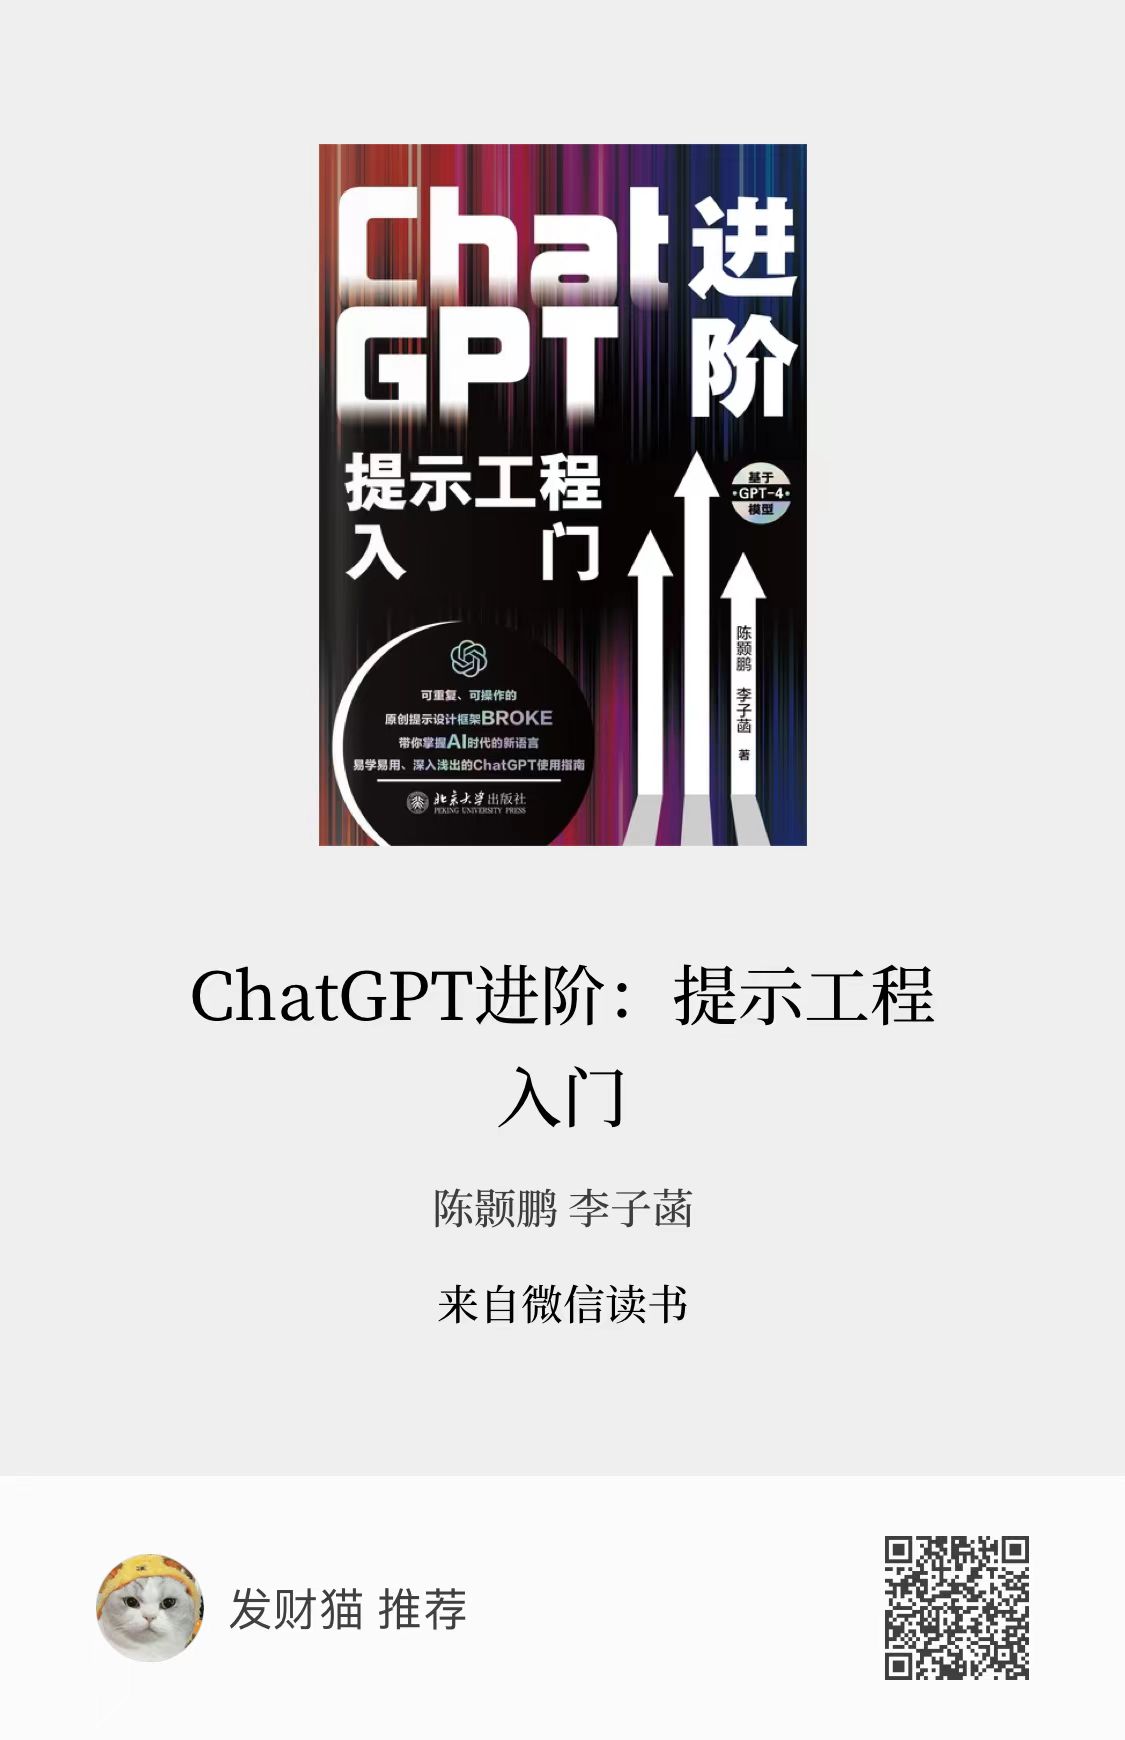 Chat
GPT
进阶
提示工程
入门
基于
·GPT-4·
模型
陈颢鹏 李子菡 著
可重复、可操作的
原创提示设计框架BROKE
带你掌握AI时代的新语言
易学易用、深入浅出的ChatGPT使用指南
北京大学出版社
PEKING UNIVERSITY PRESS
ChatGPT进阶：提示工程
入门
陈颢鹏 李子菡
来自微信读书
发财猫 推荐